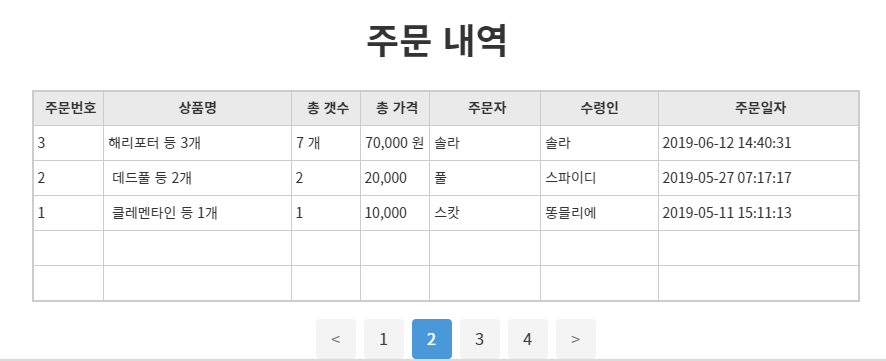 주문 내역
주문번호 상품명 총 갯수 총 가격 주문자 수령인 주문일자
3 해리포터 등 3개 7 개 70,000 원 솔라 솔라 2019-06-12 14:40:31
2 데드풀 등 2개 2 20,000 풀 스파이디 2019-05-27 07:17:17
1 클레멘타인 등 1개 1 10,000 스캇 똥믈리에 2019-05-11 15:11:13
< 1 2 3 4 >